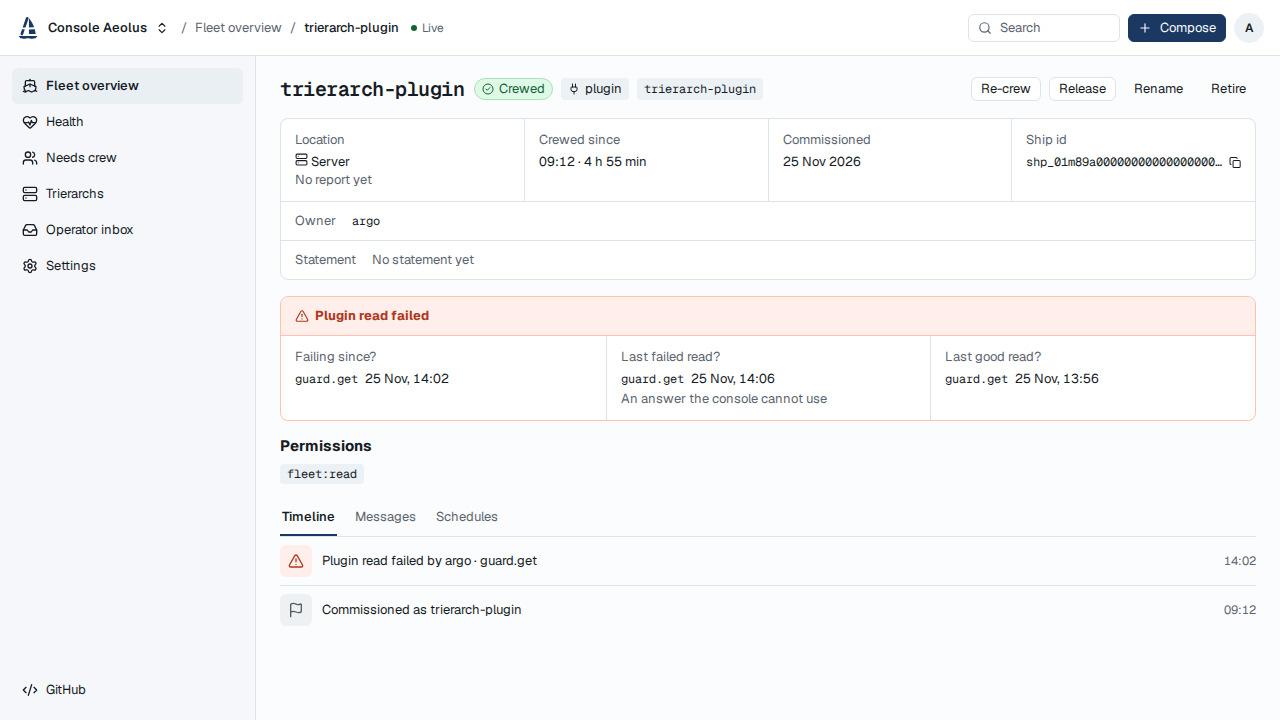 Console Aeolus / Fleet overview / trierarch-plugin Live
Search
Compose
A
Fleet overview
Health
Needs crew
Trierarchs
Operator inbox
Settings
GitHub
trierarch-plugin Crewed plugin trierarch-plugin
Re-crew Release Rename Retire
Location
Server
No report yet
Crewed since
09:12 · 4 h 55 min
Commissioned
25 Nov 2026
Ship id
shp_01m89a00000000000000000…
Owner argo
Statement No statement yet
Plugin read failed
Failing since?
guard.get 25 Nov, 14:02
Last failed read?
guard.get 25 Nov, 14:06
An answer the console cannot use
Last good read?
guard.get 25 Nov, 13:56
Permissions
fleet:read
Timeline Messages Schedules
Plugin read failed by argo · guard.get 14:02
Commissioned as trierarch-plugin 09:12